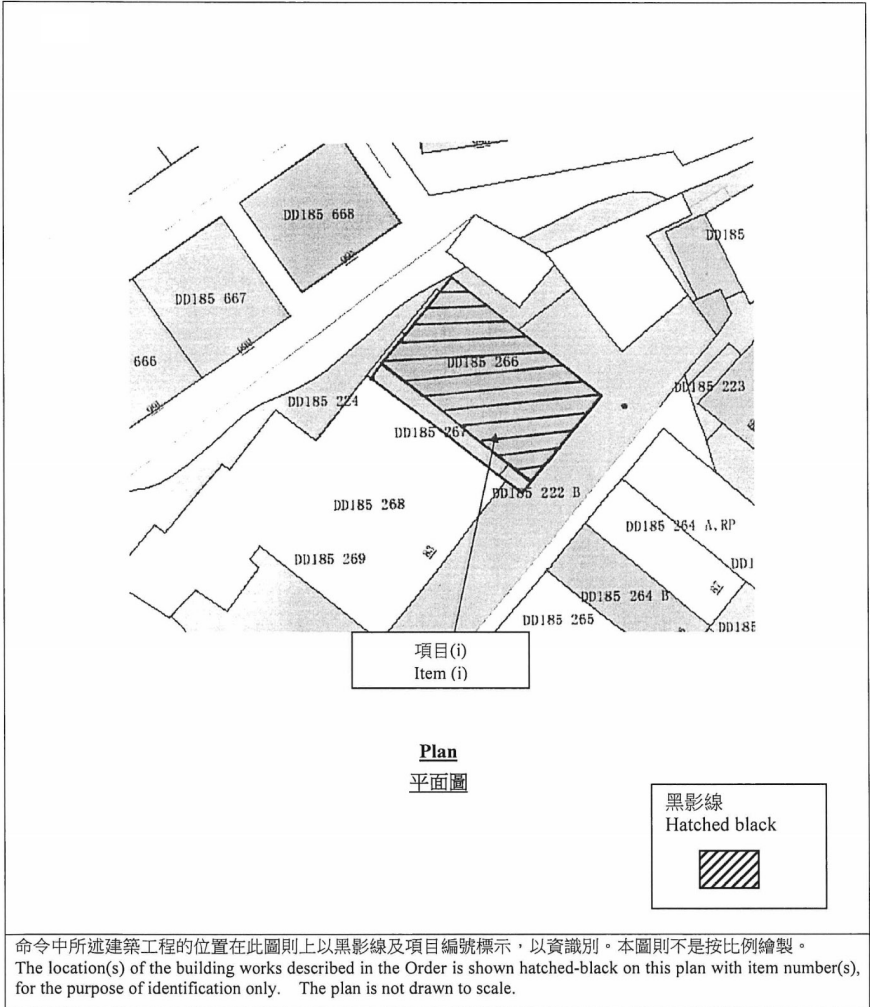 DD185 668
DD185
DD185 667
666
DD185 266
DD185 223
DD185 224
DD185 267
DD185 222 B
DD185 268
DD185 264 A.RP
DD185 269
83
DD1
87
DD185 264 B
DD185 265
DD185
項目(i)
Item (i)
Plan
平面圖
黑影線
Hatched black
命令中所述建築工程的位置在此圖則上以黑影線及項目編號標示，以資識別。本圖則不是按比例繪製。
The location(s) of the building works described in the Order is shown hatched-black on this plan with item number(s),
for the purpose of identification only. The plan is not drawn to scale.